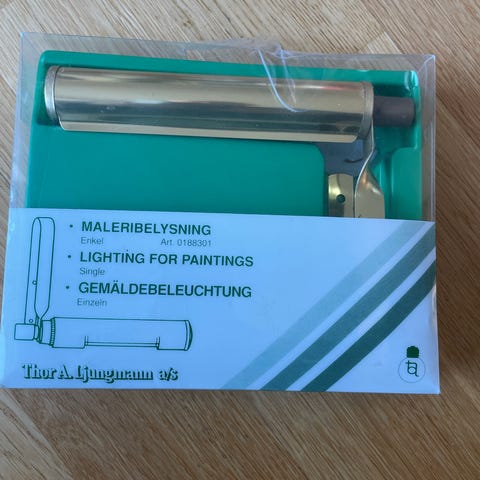 • MALERIBELYSNING
Enkel Art. 0188301
• LIGHTING FOR PAINTINGS
Single
• GEMÄLDEBELEUCHTUNG
Einzeln
Thor A. Ljungmann a/s